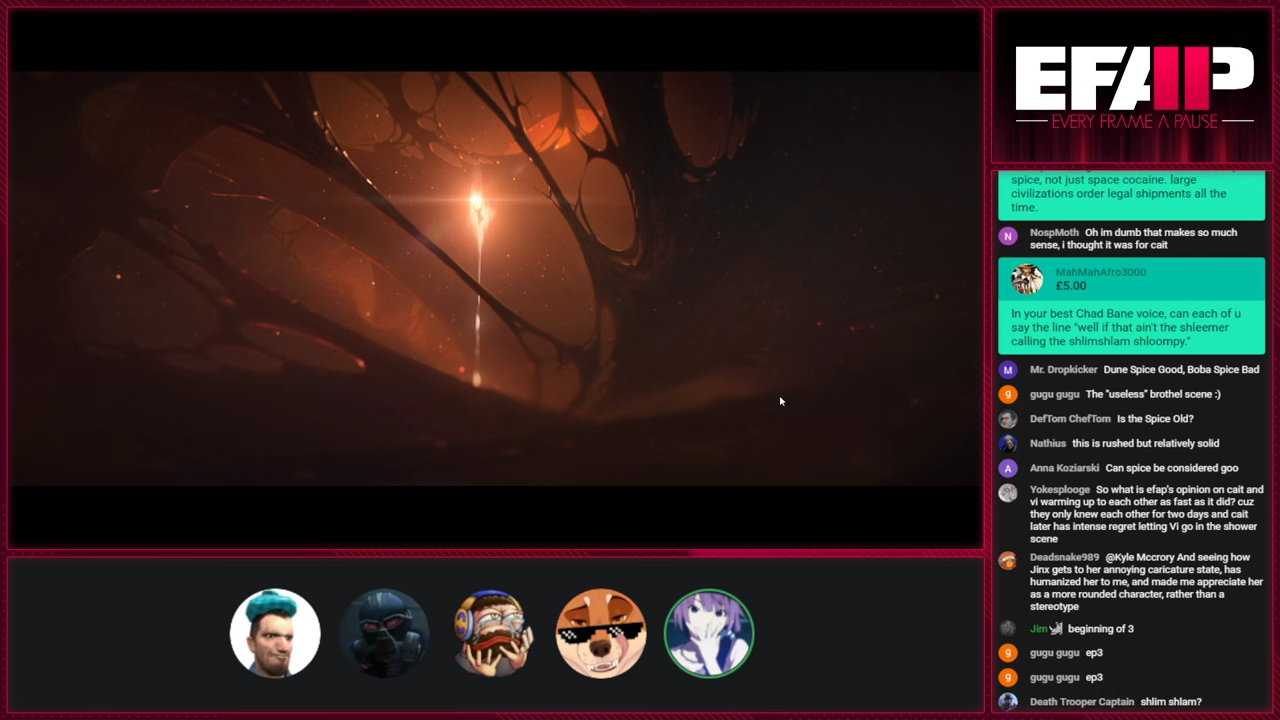 EFAP
EVERY FRAME A PAUSE
spice, not just space cocaine. large
civilizations order legal shipments all the
time.
N
NospMoth Oh im dumb that makes so much
sense, i thought it was for cait
MahMahAfro3000
£5.00
In your best Chad Bane voice, can each of u
say the line "well if that ain't the shleemer
calling the shlimshlam shloompy."
M
Mr. Dropkicker Dune Spice Good, Boba Spice Bad
g
gugu gugu The "useless" brothel scene :)
DefTom ChefTom Is the Spice Old?
Nathius this is rushed but relatively solid
A
Anna Koziarski Can spice be considered goo
Yokesplooge So what is efap's opinion on cait and
vi warming up to each other as fast as it did? cuz
they only knew each other for two days and cait
later has intense regret letting Vi go in the shower
scene
Deadsnake989 @Kyle Mccrory And seeing how
Jinx gets to her annoying caricature state, has
humanized her to me, and made me appreciate her
as a more rounded character, rather than a
stereotype
Jim beginning of 3
g
gugu gugu ep3
g
gugu gugu ep3
Death Trooper Captain shlim shlam?